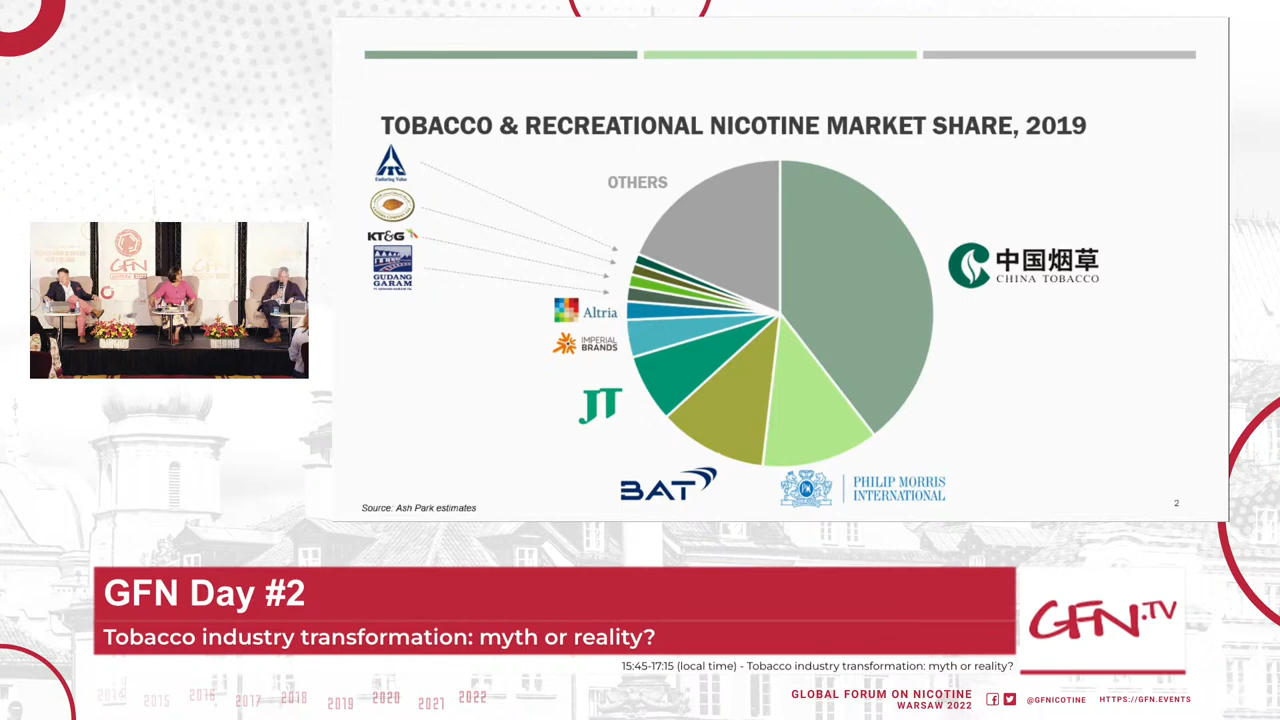 TOBACCO & RECREATIONAL NICOTINE MARKET SHARE, 2019
Enduring Value
OTHERS
KT&G
GUDANG
GARAM
Altria
IMPERIAL
BRANDS
JT
BAT
PHILIP MORRIS
INTERNATIONAL
中国烟草
CHINA TOBACCO
Source: Ash Park estimates
2
GFN
GFN Day #2
Tobacco industry transformation: myth or reality?
GFN.TV
15:45-17:15 (local time) - Tobacco industry transformation: myth or reality?
2014 2015 2016 2017 2018 2019 2020 2021 2022
GLOBAL FORUM ON NICOTINE
WARSAW 2022
@GFNICOTINE
HTTPS://GFN.EVENTS